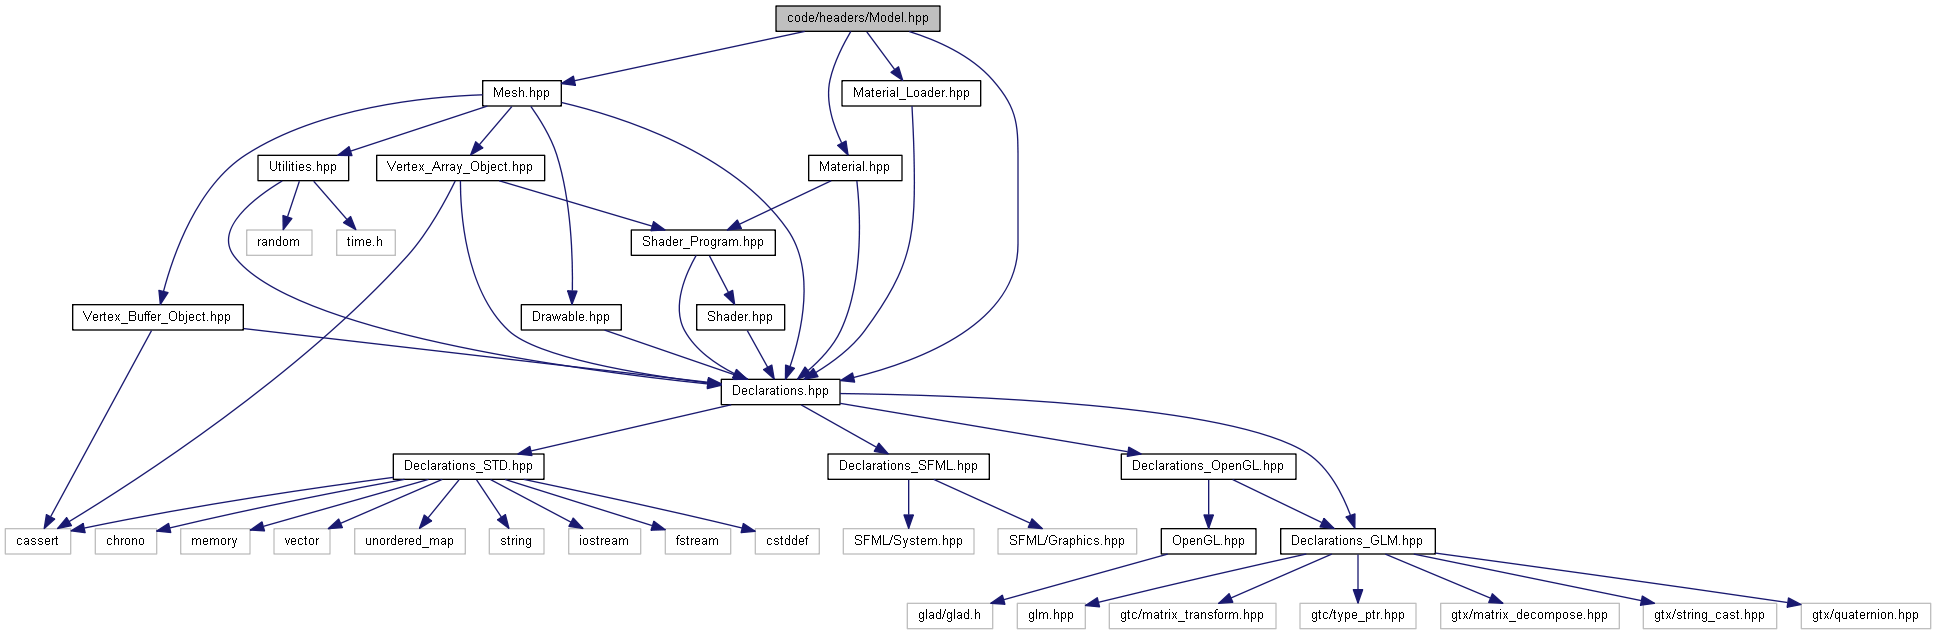 code/headers/Model.hpp
Mesh.hpp
Material_Loader.hpp
Utilities.hpp
Vertex_Array_Object.hpp
Material.hpp
random
time.h
Shader_Program.hpp
Vertex_Buffer_Object.hpp
Drawable.hpp
Shader.hpp
Declarations.hpp
Declarations_STD.hpp
Declarations_SFML.hpp
Declarations_OpenGL.hpp
cassert
chrono
memory
vector
unordered_map
string
iostream
fstream
cstddef
SFML/System.hpp
SFML/Graphics.hpp
OpenGL.hpp
Declarations_GLM.hpp
glad/glad.h
glm.hpp
gtc/matrix_transform.hpp
gtc/type_ptr.hpp
gtx/matrix_decompose.hpp
gtx/string_cast.hpp
gtx/quaternion.hpp